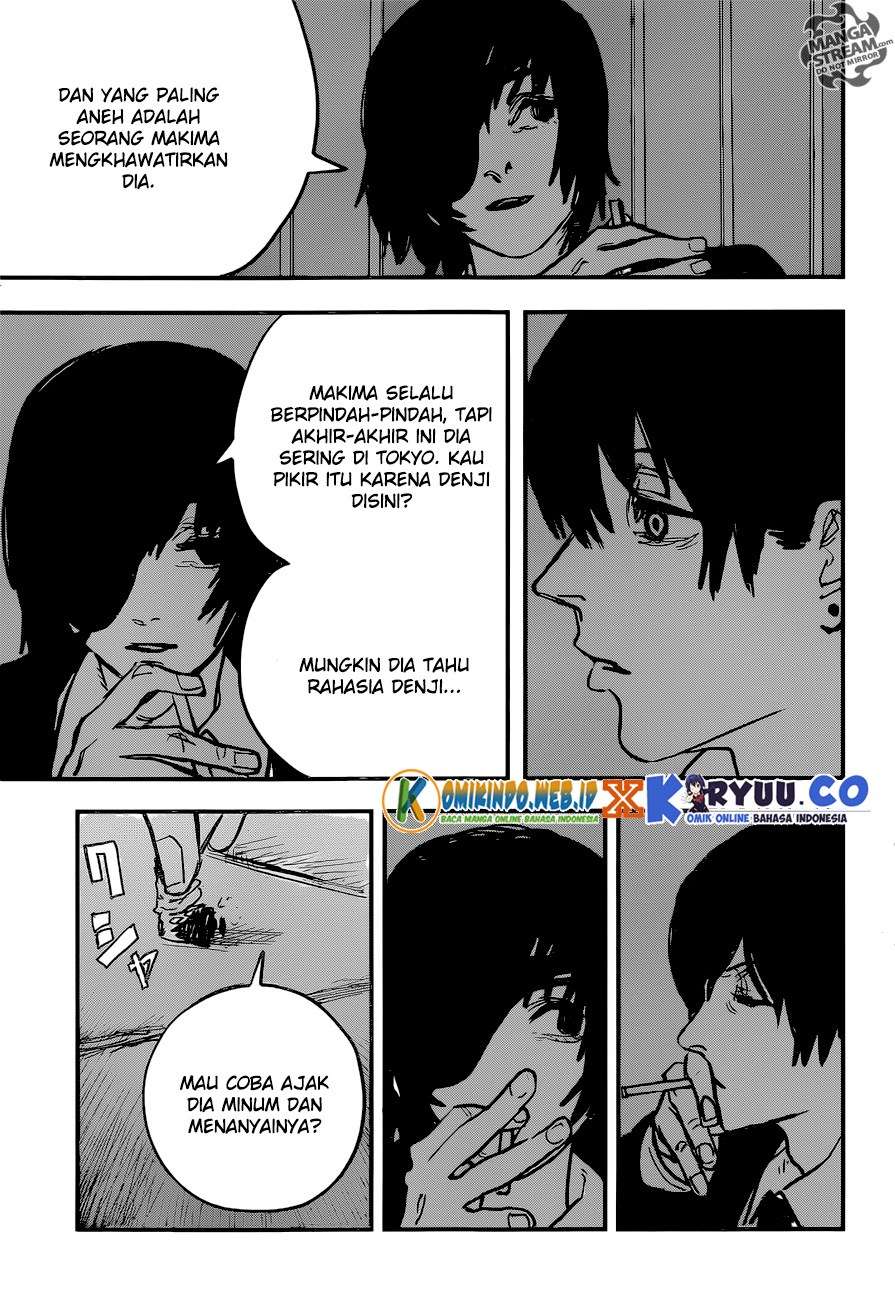 MANGA
STREAM.com
DO NOT MIRROR
DAN YANG PALING
ANEH ADALAH
SEORANG MAKIMA
MENGKHAWATIRKAN
DIA.
MAKIMA SELALU
BERPINDAH-PINDAH, TAPI
AKHIR-AKHIR INI DIA
SERING DI TOKYO. KAU
PIKIR ITU KARENA DENJI
DISINI?
MUNGKIN DIA TAHU
RAHASIA DENJI...
KOMIKINDO.WEB.ID X KIRYUU.CO
BACA MANGA ONLINE BAHASA INDONESIA
OMIK ONLINE BAHASA INDONESIA
クシャ
MAU COBA AJAK
DIA MINUM DAN
MENANYAINYA?